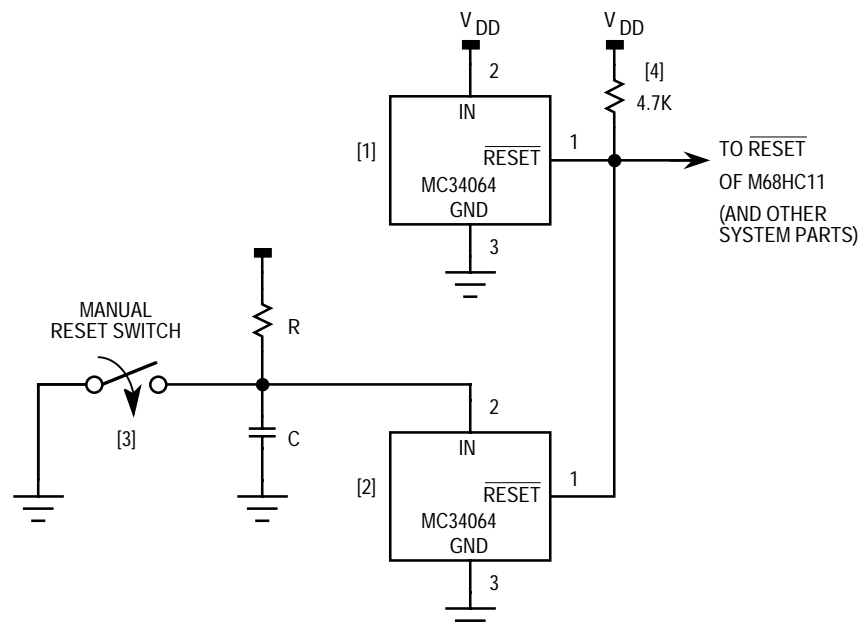 V DD
V DD
2
[4]
4.7K
IN
[1]
RESET
1
TO RESET
MC34064
OF M68HC11
GND
(AND OTHER
SYSTEM PARTS)
3
MANUAL
RESET SWITCH
R
2
[3]
C
IN
[2]
RESET
1
MC34064
GND
3